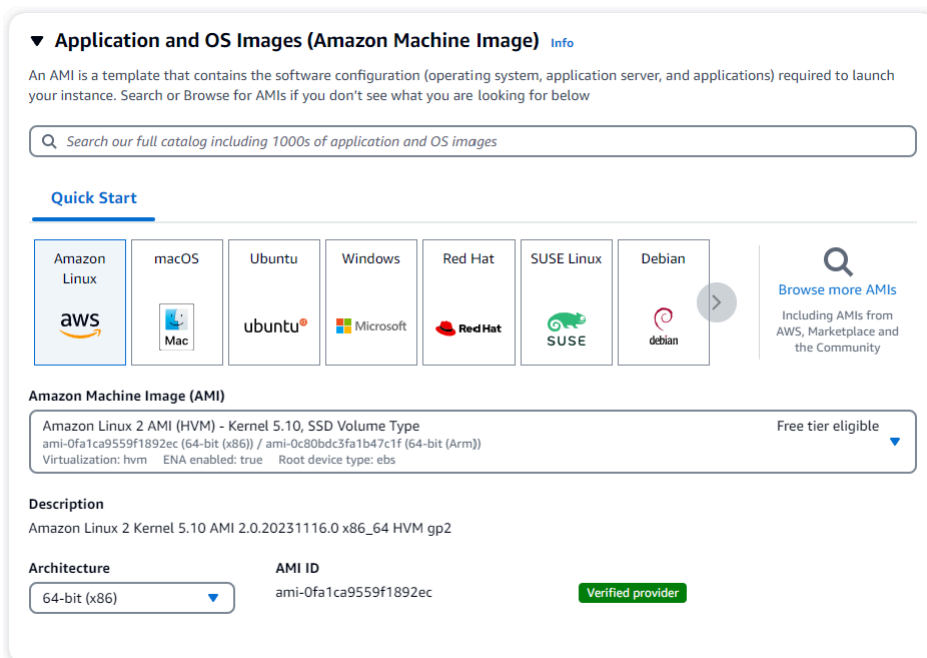 Application and OS Images (Amazon Machine Image) Info
An AMI is a template that contains the software configuration (operating system, application server, and applications) required to launch
your instance. Search or Browse for AMIs if you don't see what you are looking for below
Search our full catalog including 1000s of application and OS images
Quick Start
Amazon Linux
aws
macOS
Mac
Ubuntu
ubuntu
Windows
Microsoft
Red Hat
Red Hat
SUSE Linux
SUSE
Debian
debian
Browse more AMIs
Including AMIs from
AWS, Marketplace and
the Community
Amazon Machine Image (AMI)
Amazon Linux 2 AMI (HVM) - Kernel 5.10, SSD Volume Type
Free tier eligible
ami-0fa1ca9559f1892ec (64-bit (x86)) / ami-0c80bdc3fa1b47c1f (64-bit (Arm))
Virtualization: hvm ENA enabled: true Root device type: ebs
Description
Amazon Linux 2 Kernel 5.10 AMI 2.0.20231116.0 x86_64 HVM gp2
Architecture
64-bit (x86)
AMI ID
ami-0fa1ca9559f1892ec
Verified provider